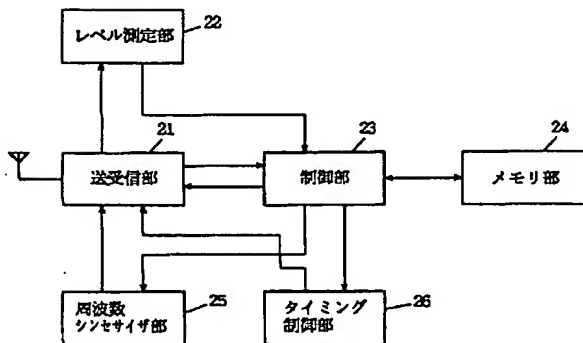 レベル測定部
22
21
送受信部
23
制御部
24
メモリ部
周波数
シンセサイザ部
25
タイミング
制御部
26